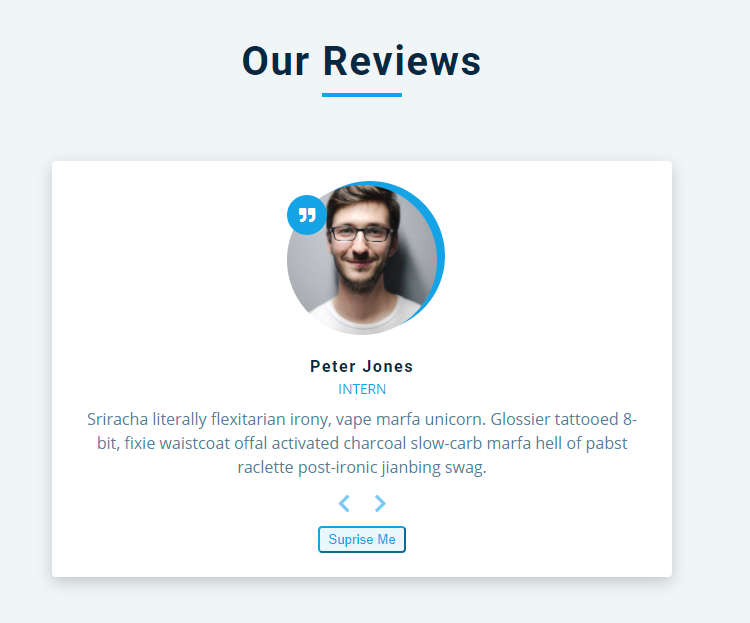 Our Reviews
Peter Jones
INTERN
Sriracha literally flexitarian irony, vape marfa unicorn. Glossier tattooed 8-
bit, fixie waistcoat offal activated charcoal slow-carb marfa hell of pabst
raclette post-ironic jianbing swag.
Suprise Me